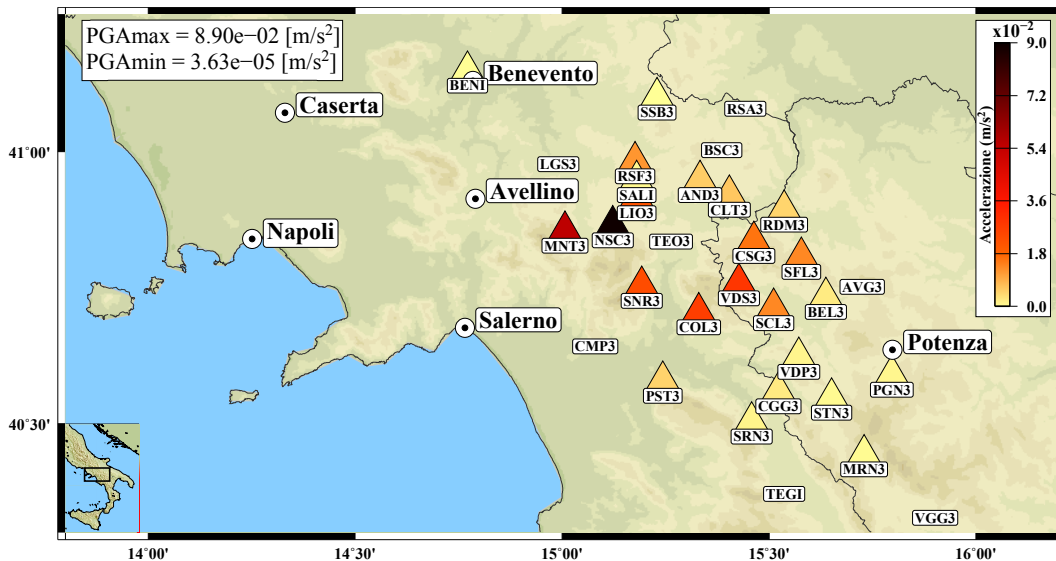 PGAmax = 8.90e−02 [m/s²]
PGAmin = 3.63e−05 [m/s²]
x10⁻²
9.0
7.2
5.4
3.6
1.8
0.0
Accelerazione (m/s²)
Benevento
BENI
Caserta
SSB3
RSA3
41°00'
LGS3
BSC3
RSF3
SALI
AND3
Avellino
LIO3
CLT3
RDM3
Napoli
MNT3
NSC3
TEO3
CSG3
SFL3
AVG3
SNR3
VDS3
BEL3
COL3
SCL3
Salerno
CMP3
Potenza
VDP3
PST3
PGN3
CGG3
STN3
40°30'
SRN3
MRN3
TEGI
VGG3
14°00'
14°30'
15°00'
15°30'
16°00'